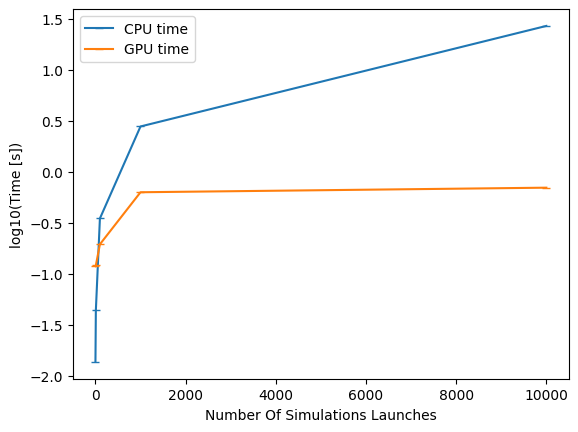 CPU time
GPU time
1.5
1.0
0.5
0.0
−0.5
−1.0
−1.5
−2.0
log10(Time [s])
0 2000 4000 6000 8000 10000
Number Of Simulations Launches